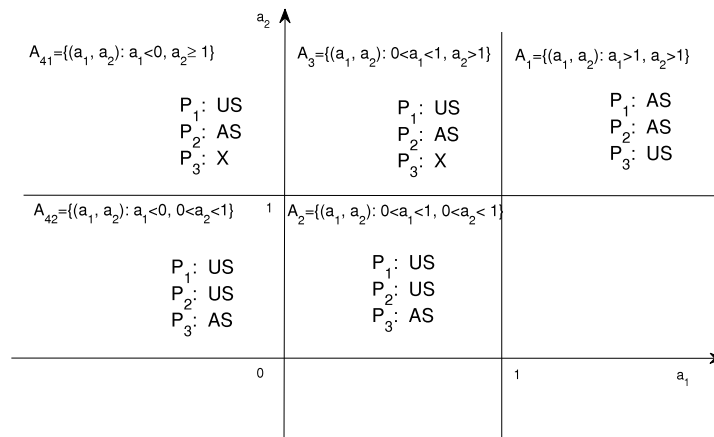 a₂
A₄₁={(a₁, a₂): a₁<0, a₂≥ 1}
A₃={(a₁, a₂): 0<a₁<1, a₂>1}
A₁={(a₁, a₂): a₁>1, a₂>1}
P₁: US
P₂: AS
P₃: X
P₁: US
P₂: AS
P₃: X
P₁: AS
P₂: AS
P₃: US
A₄₂={(a₁, a₂): a₁<0, 0<a₂<1}
1
A₂={(a₁, a₂): 0<a₁<1, 0<a₂< 1}
P₁: US
P₂: US
P₃: AS
P₁: US
P₂: US
P₃: AS
0
1
a₁